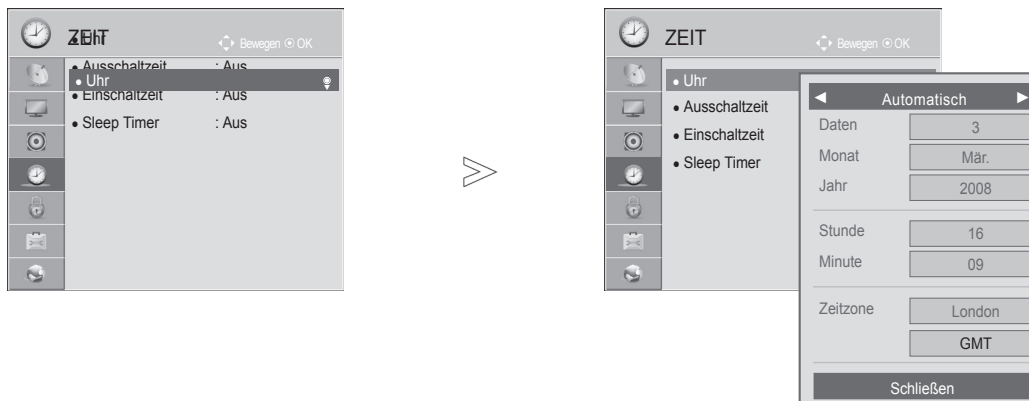 ZEIT
Bewegen OK
• Ausschaltzeit : Aus
• Uhr
• Einschaltzeit : Aus
• Sleep Timer : Aus
ZEIT
Bewegen OK
• Uhr
• Ausschaltzeit
• Einschaltzeit
• Sleep Timer
◄ Automatisch ►
Daten 3
Monat Mär.
Jahr 2008
Stunde 16
Minute 09
Zeitzone London
GMT
Schließen